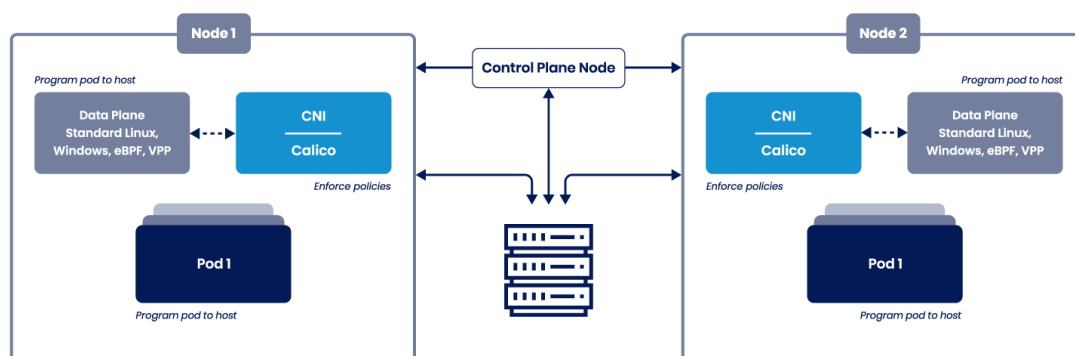 Node 1
Program pod to host
Data Plane
Standard Linux,
Windows, eBPF, VPP
CNI
Calico
Enforce policies
Pod 1
Program pod to host
Control Plane Node
Node 2
Program pod to host
CNI
Calico
Data Plane
Standard Linux,
Windows, eBPF, VPP
Enforce policies
Pod 1
Program pod to host